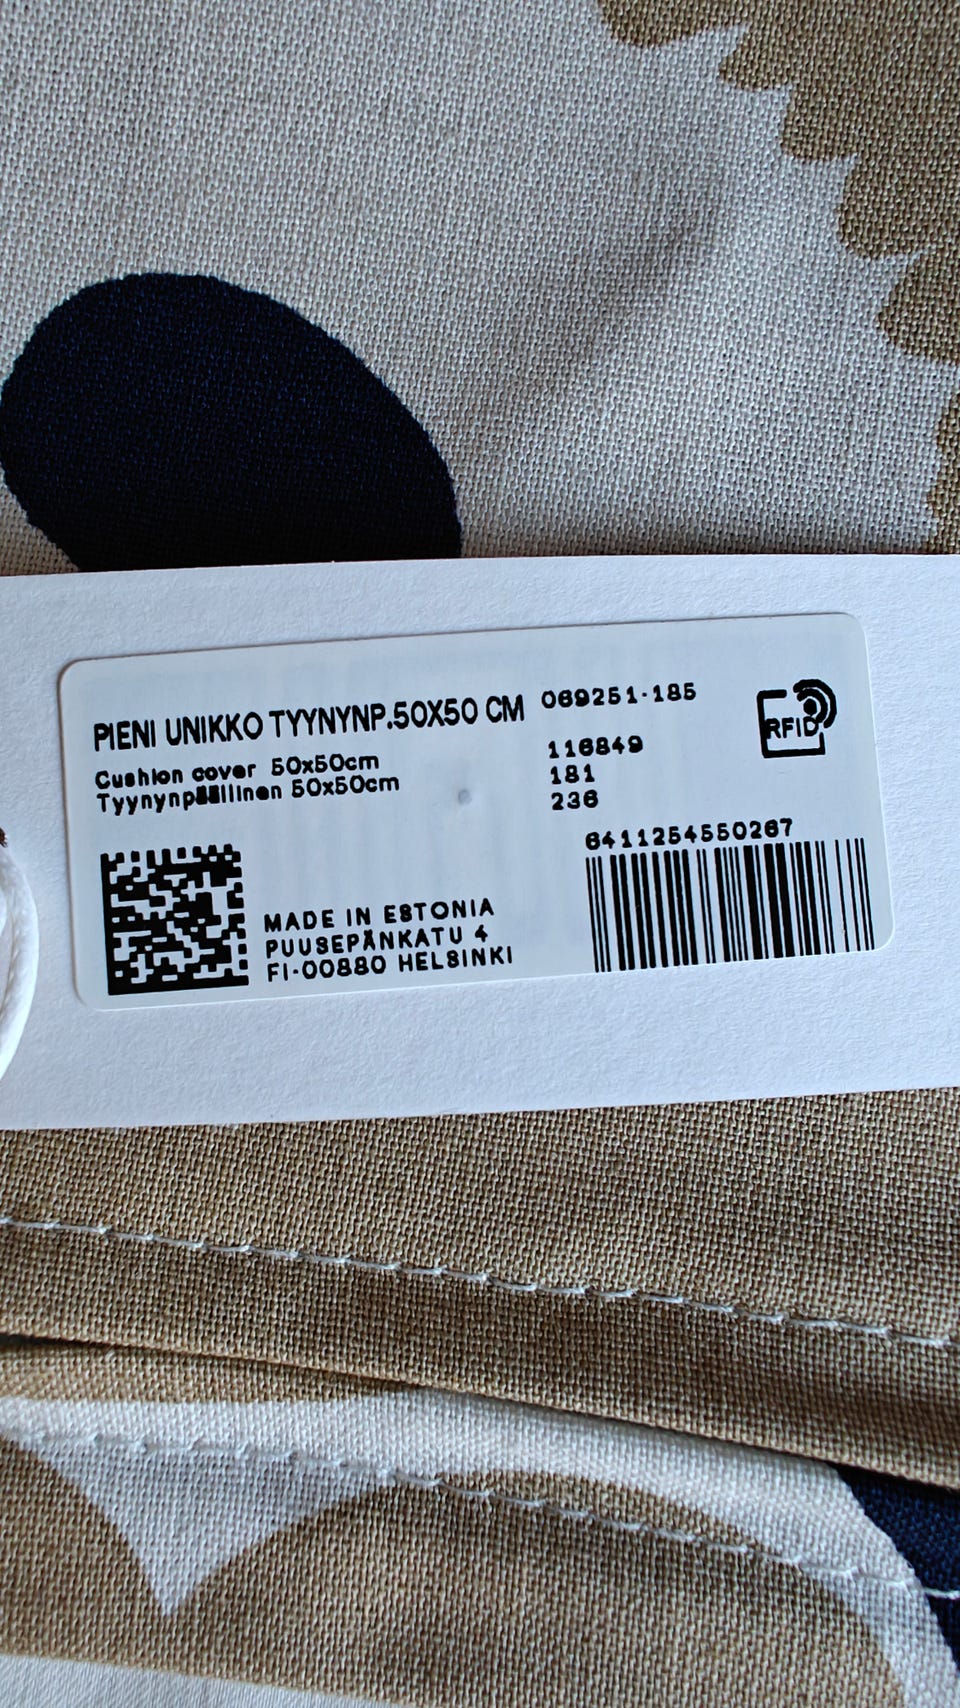 PIENI UNIKKO TYYNYNP.50X50 CM 069251-185
Cushion cover 50x50cm
Tyynynpäällinen 50x50cm
116849
181
236
RFID
6411254550267
MADE IN ESTONIA
PUUSEPÄNKATU 4
FI-00880 HELSINKI